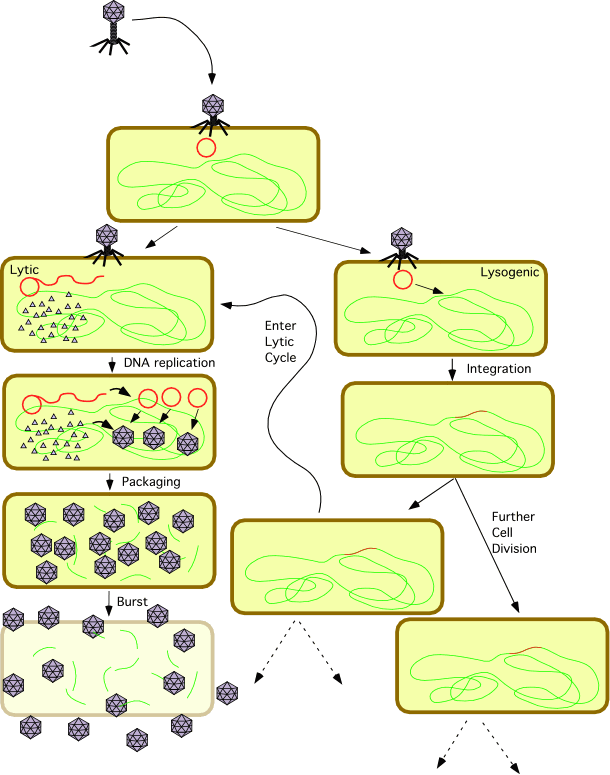 Lytic
Lysogenic
Enter
Lytic
Cycle
DNA replication
Integration
Packaging
Further
Cell
Division
Burst